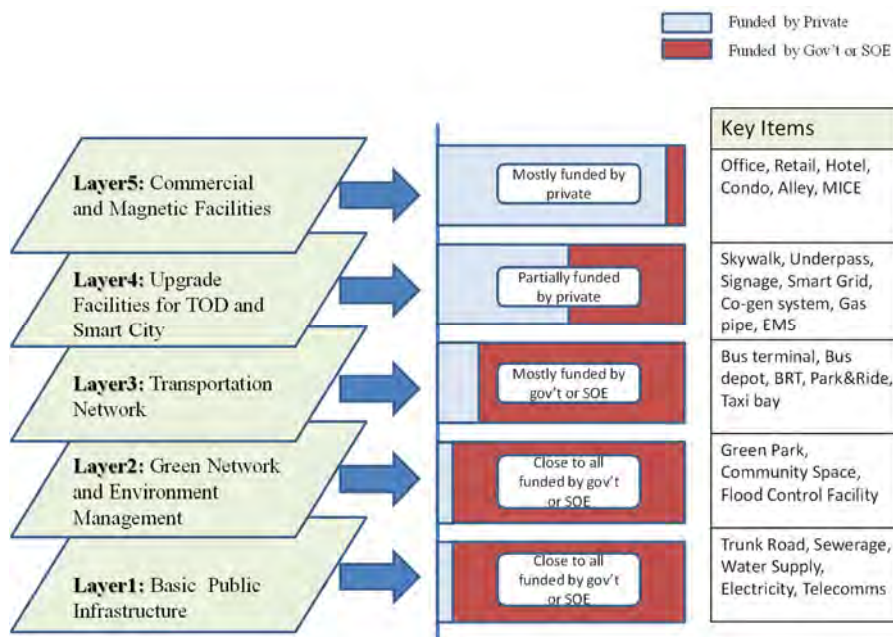 Funded by Private
Funded by Gov't or SOE
Key Items
Layer5: Commercial
and Magnetic Facilities
Mostly funded by
private
Office, Retail, Hotel,
Condo, Alley, MICE
Layer4: Upgrade
Facilities for TOD and
Smart City
Partially funded
by private
Skywalk, Underpass,
Signage, Smart Grid,
Co-gen system, Gas
pipe, EMS
Layer3: Transportation
Network
Mostly funded by
gov't or SOE
Bus terminal, Bus
depot, BRT, Park&Ride,
Taxi bay
Layer2: Green Network
and Environment
Management
Close to all
funded by gov't
or SOE
Green Park,
Community Space,
Flood Control Facility
Layer1: Basic Public
Infrastructure
Close to all
funded by gov't
or SOE
Trunk Road, Sewerage,
Water Supply,
Electricity, Telecomms